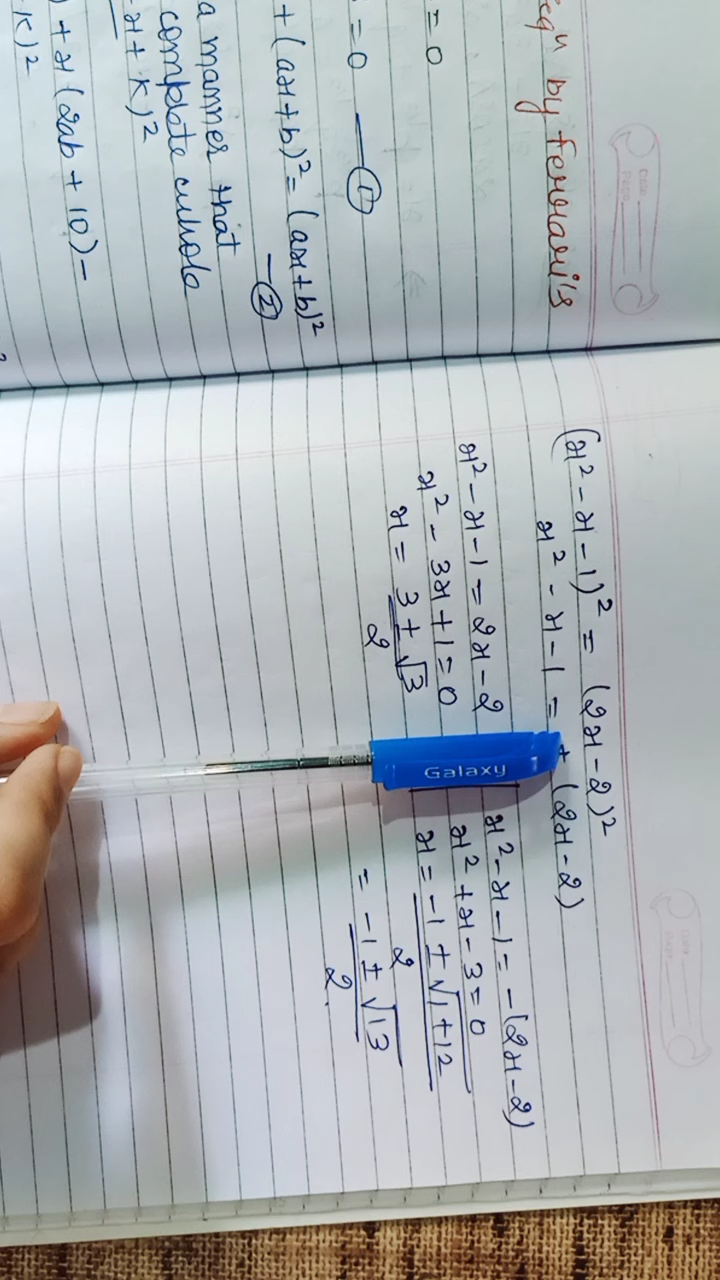 eqn by Ferrari's
= 0
= 0 —①
+ (ax+b)² = (ax+b)² —②
a manner that
complete whole
x + k)²
+ x(2ab + 10) -
k)²
(x² - x - 1)² = (2x - 2)²
x² - x - 1 = ± (2x - 2)
x² - x - 1 = 2x - 2
x² - 3x + 1 = 0
x = 3 ± √3 / 2
Galaxy
x² - x - 1 = -(2x - 2)
x² + x - 3 = 0
x = -1 ± √1 + 12 / 2
= -1 ± √13 / 2.